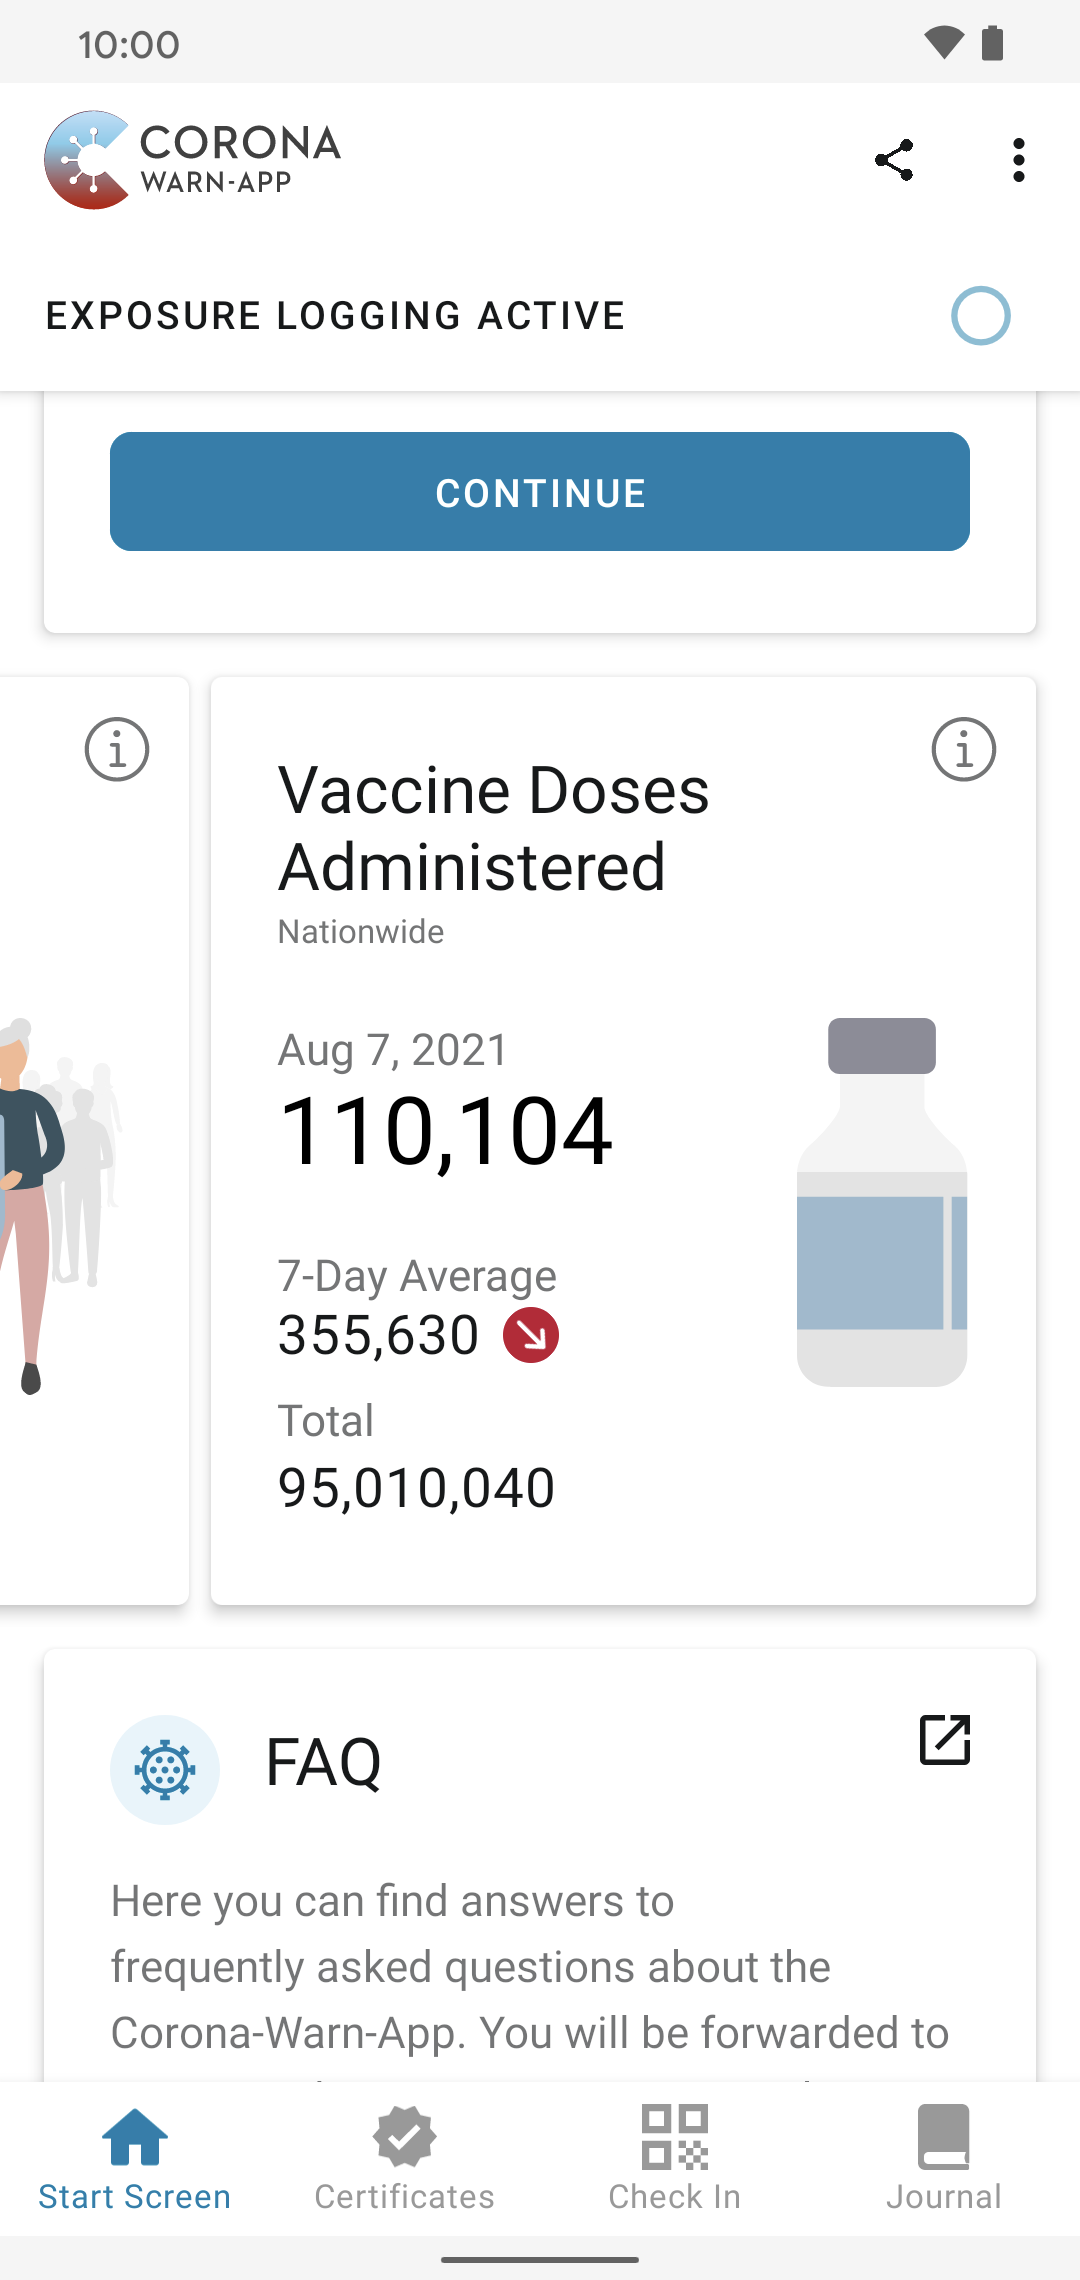 10:00
CORONA
WARN-APP
EXPOSURE LOGGING ACTIVE
CONTINUE
Vaccine Doses
Administered
Nationwide
Aug 7, 2021
110,104
7-Day Average
355,630
Total
95,010,040
FAQ
Here you can find answers to
frequently asked questions about the
Corona-Warn-App. You will be forwarded to
Start Screen
Certificates
Check In
Journal